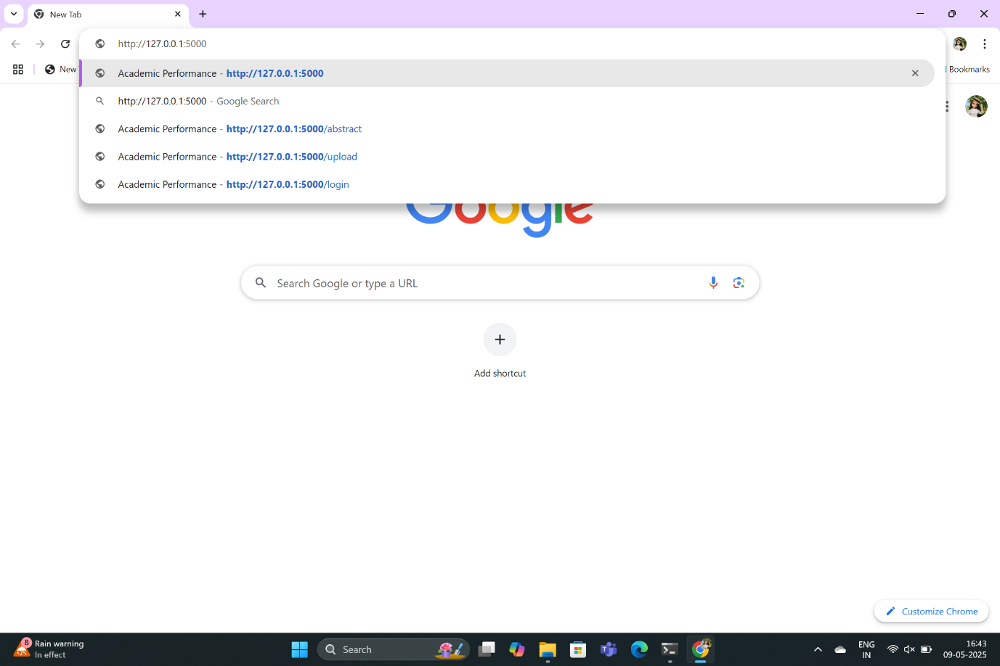 New Tab
http://127.0.0.1:5000
New
Academic Performance - http://127.0.0.1:5000
Bookmarks
http://127.0.0.1:5000 - Google Search
Academic Performance - http://127.0.0.1:5000/abstract
Academic Performance - http://127.0.0.1:5000/upload
Academic Performance - http://127.0.0.1:5000/login
Google
Search Google or type a URL
Add shortcut
Customize Chrome
8
Rain warning
In effect
Search
ENG
IN
16:43
09-05-2025